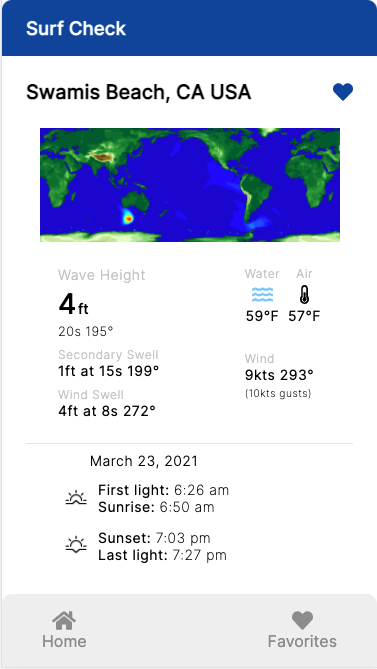 Surf Check
Swamis Beach, CA USA
Wave Height
4 ft
20s 195°
Secondary Swell
1ft at 15s 199°
Wind Swell
4ft at 8s 272°
Water Air
59°F 57°F
Wind
9kts 293°
(10kts gusts)
March 23, 2021
First light: 6:26 am
Sunrise: 6:50 am
Sunset: 7:03 pm
Last light: 7:27 pm
Home Favorites